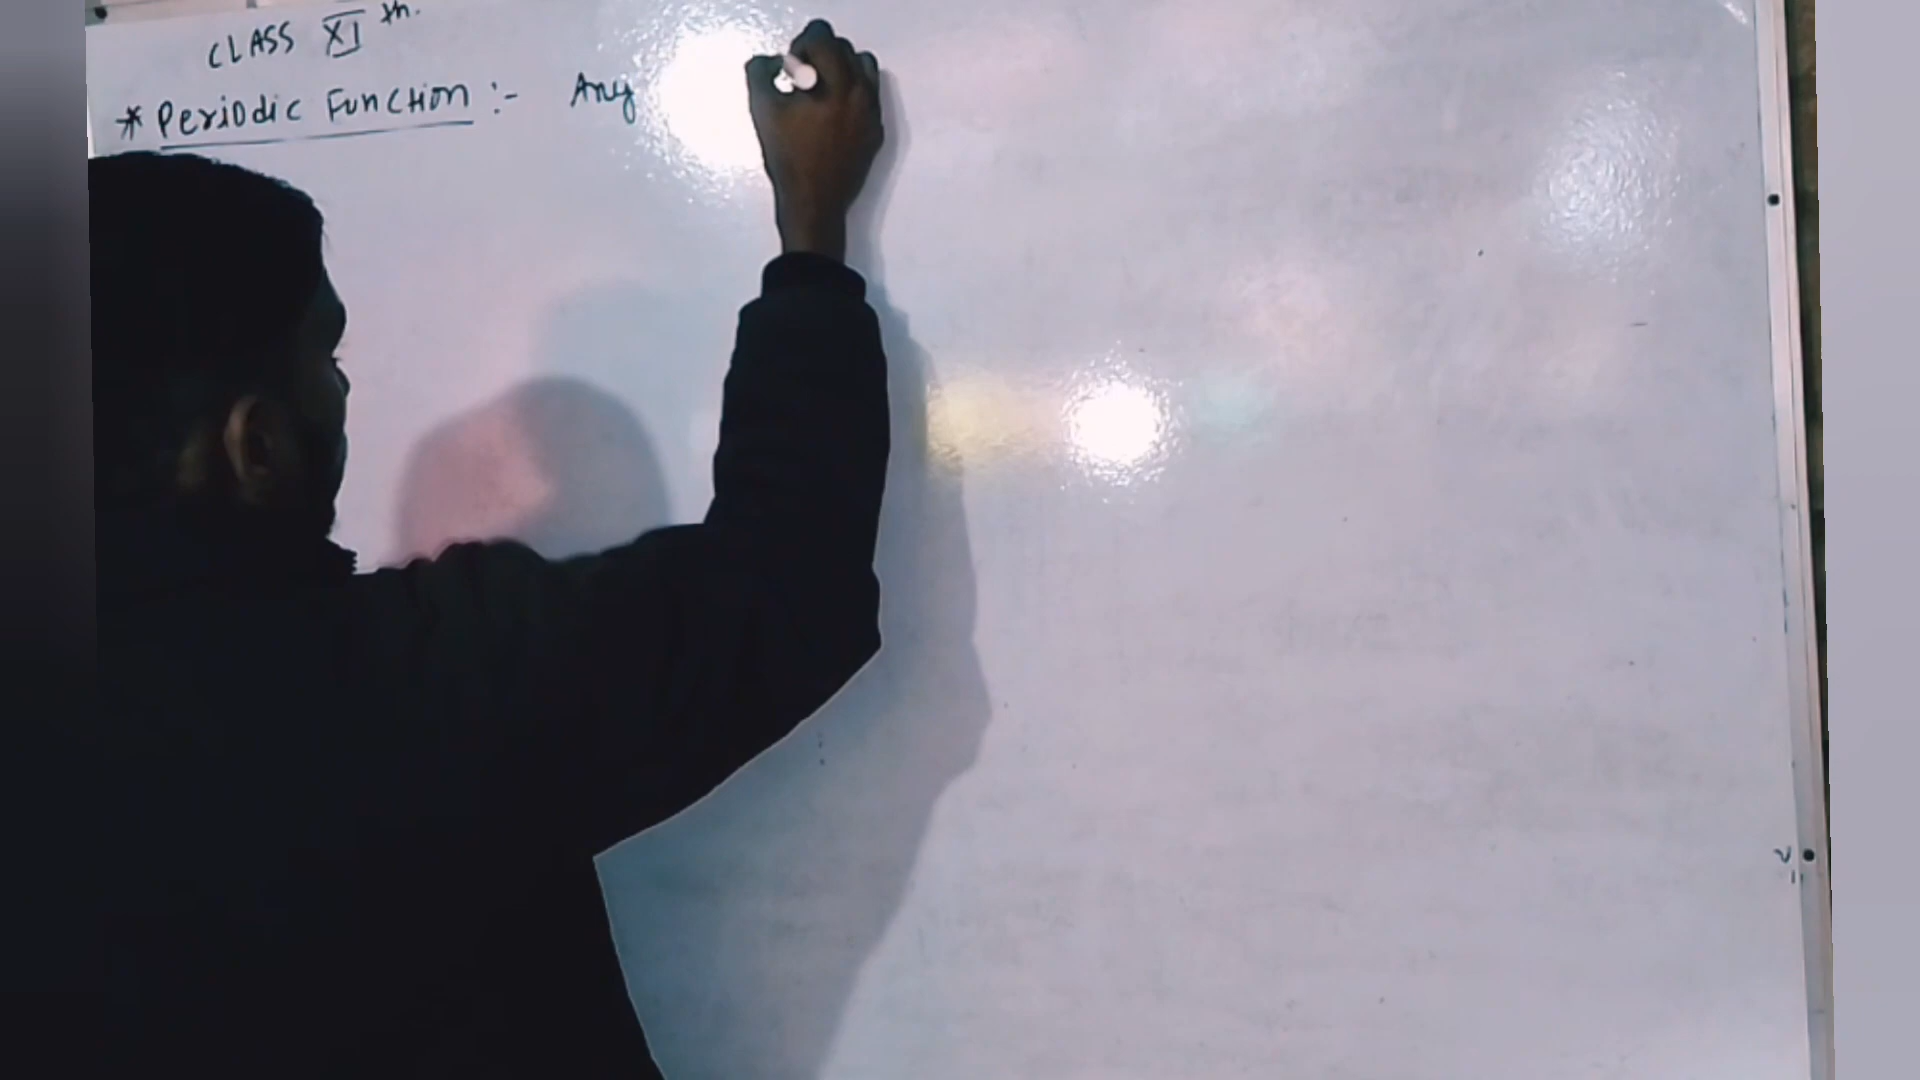 CLASS XI th.
* Periodic Function :- Any